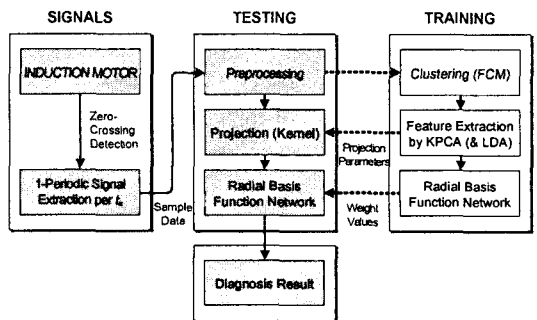 SIGNALS
TESTING
TRAINING
INDUCTION MOTOR
Zero-
Crossing
Detection
1-Periodic Signal
Extraction per
Sample
Data
Preprocessing
Projection (Kernel)
Radial Basis
Function Network
Diagnosis Result
Projection
Parameters
Weight
Values
Clustering (FCM)
Feature Extraction
by KPCA (& LDA)
Radial Basis
Function Network